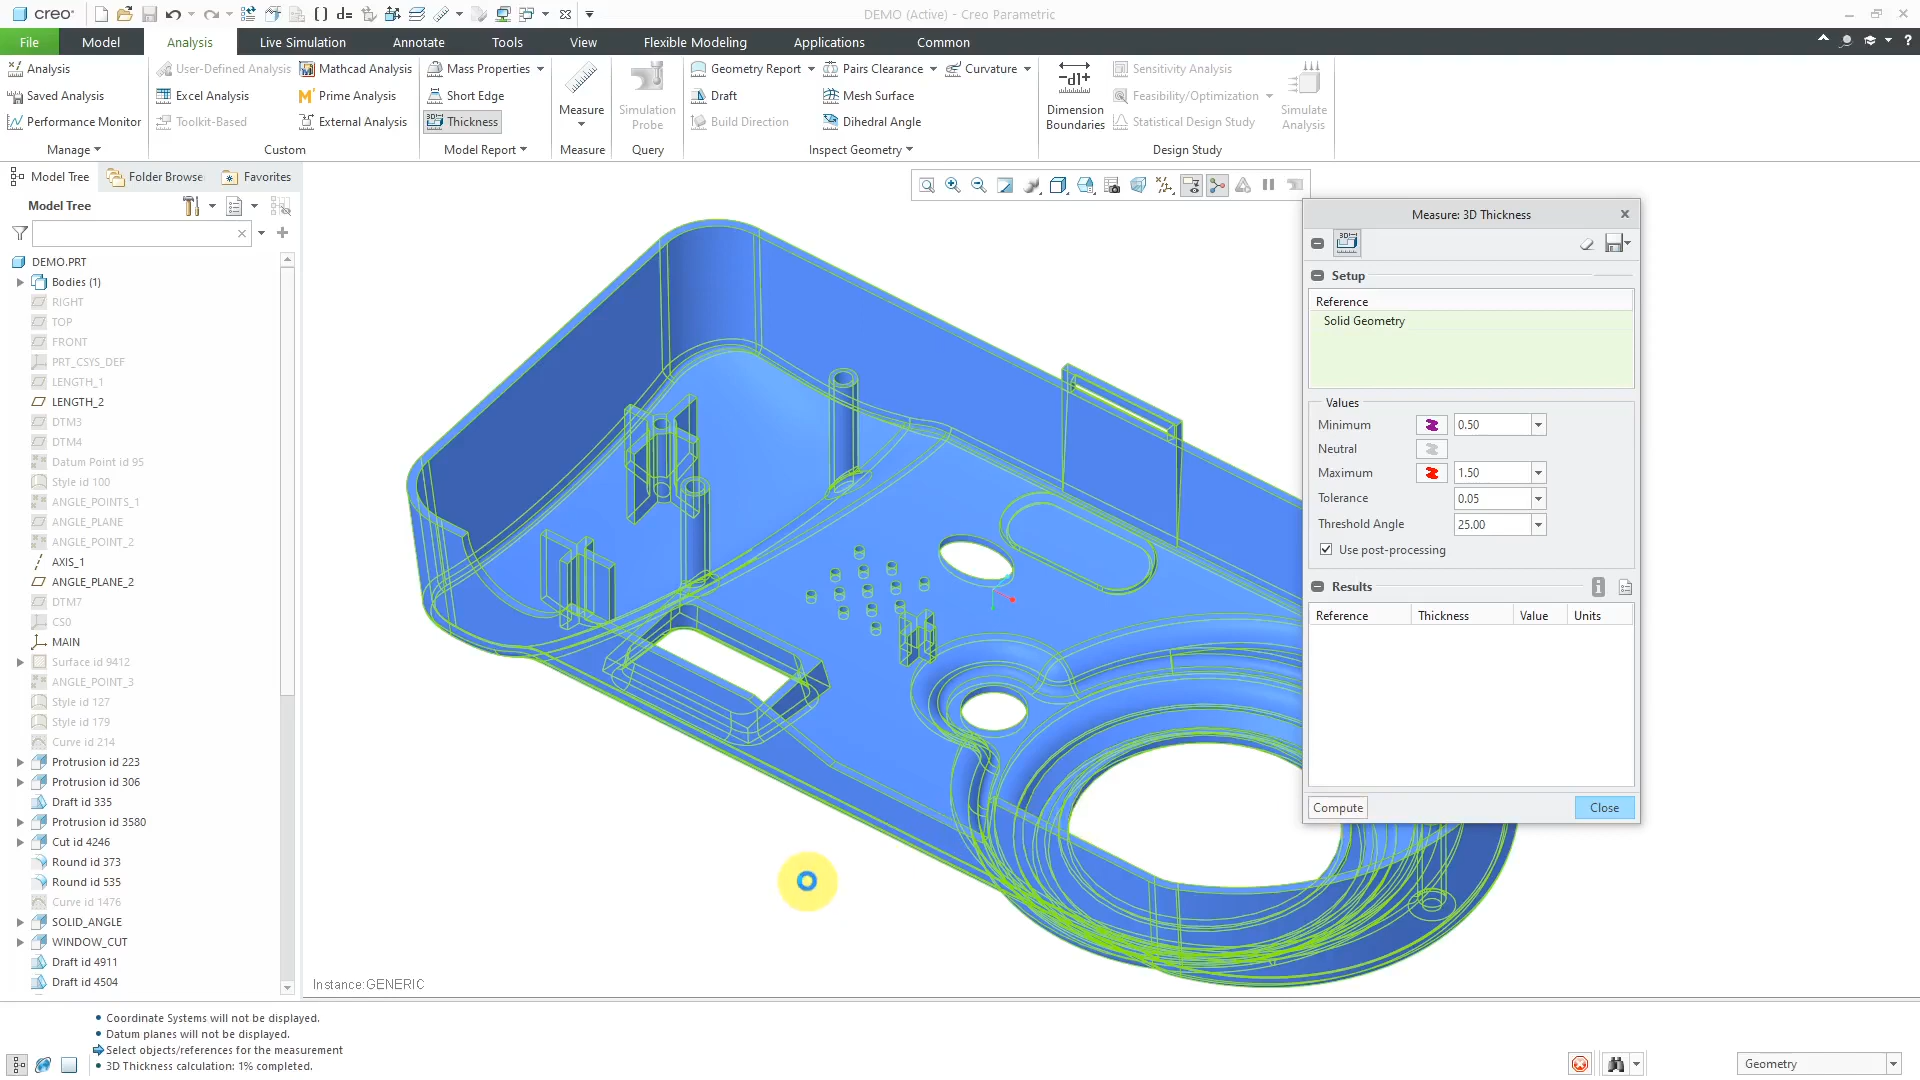 creo
DEMO (Active) - Creo Parametric
File Model Analysis Live Simulation Annotate Tools View Flexible Modeling Applications Common
Analysis User-Defined Analysis Mathcad Analysis Mass Properties Geometry Report Pairs Clearance Curvature Sensitivity Analysis
Saved Analysis Excel Analysis Prime Analysis Short Edge Measure Simulation Probe Draft Mesh Surface Dimension Boundaries Feasibility/Optimization Simulate Analysis
Performance Monitor Toolkit-Based External Analysis Thickness Build Direction Dihedral Angle Statistical Design Study
Manage Custom Model Report Measure Query Inspect Geometry Design Study
Model Tree Folder Browse Favorites
Model Tree
DEMO.PRT
Bodies (1)
RIGHT
TOP
FRONT
PRT_CSYS_DEF
LENGTH_1
LENGTH_2
DTM3
DTM4
Datum Point id 95
Style id 100
ANGLE_POINTS_1
ANGLE_PLANE
ANGLE_POINT_2
AXIS_1
ANGLE_PLANE_2
DTM7
CS0
MAIN
Surface id 9412
ANGLE_POINT_3
Style id 127
Style id 179
Curve id 214
Protrusion id 223
Protrusion id 306
Draft id 335
Protrusion id 3580
Cut id 4246
Round id 373
Round id 535
Curve id 1476
SOLID_ANGLE
WINDOW_CUT
Draft id 4911
Draft id 4504
Instance:GENERIC
Measure: 3D Thickness
3D
Setup
Reference
Solid Geometry
Values
Minimum 0.50
Neutral
Maximum 1.50
Tolerance 0.05
Threshold Angle 25.00
Use post-processing
Results
Reference Thickness Value Units
Compute Close
• Coordinate Systems will not be displayed.
• Datum planes will not be displayed.
Select objects/references for the measurement
• 3D Thickness calculation: 1% completed.
Geometry